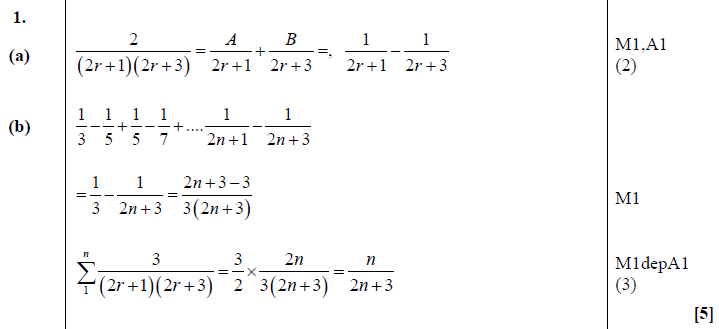 1.
(a) 2/((2r+1)(2r+3)) = A/(2r+1) + B/(2r+3) =, 1/(2r+1) − 1/(2r+3) M1,A1
(2)
(b) 1/3 − 1/5 + 1/5 − 1/7 + .... 1/(2n+1) − 1/(2n+3)
= 1/3 − 1/(2n+3) = (2n+3−3)/(3(2n+3)) M1
∑_{1}^{n} 3/((2r+1)(2r+3)) = 3/2 × 2n/(3(2n+3)) = n/(2n+3) M1depA1
(3)
[5]